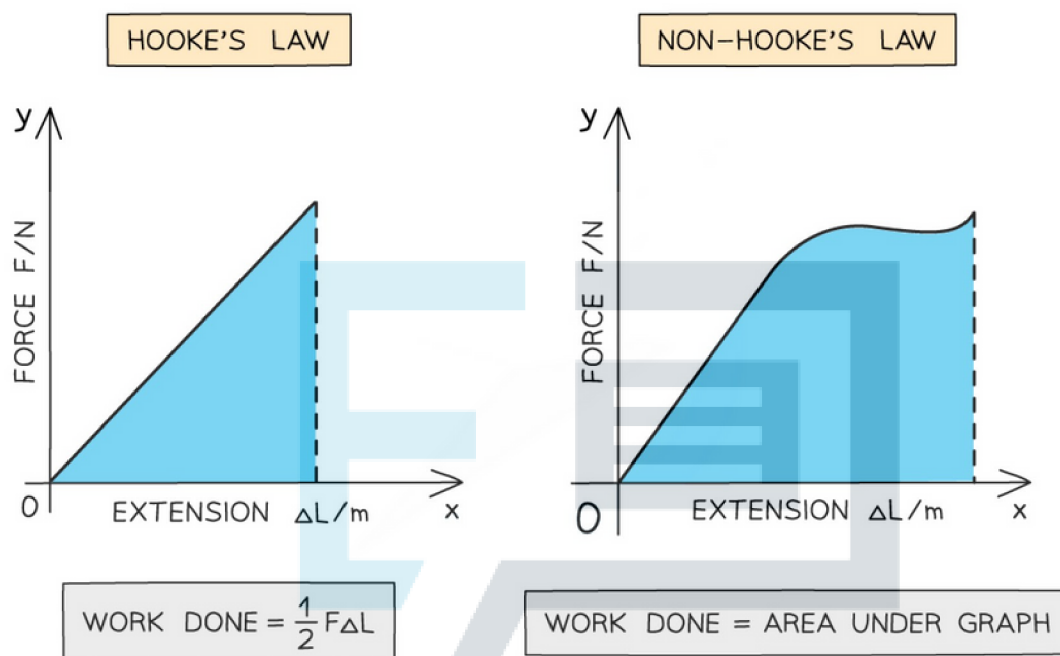 HOOKE'S LAW
y
FORCE F/N
0
EXTENSION ΔL/m
x
WORK DONE = 1/2 FΔL
NON-HOOKE'S LAW
y
FORCE F/N
0
EXTENSION ΔL/m
x
WORK DONE = AREA UNDER GRAPH